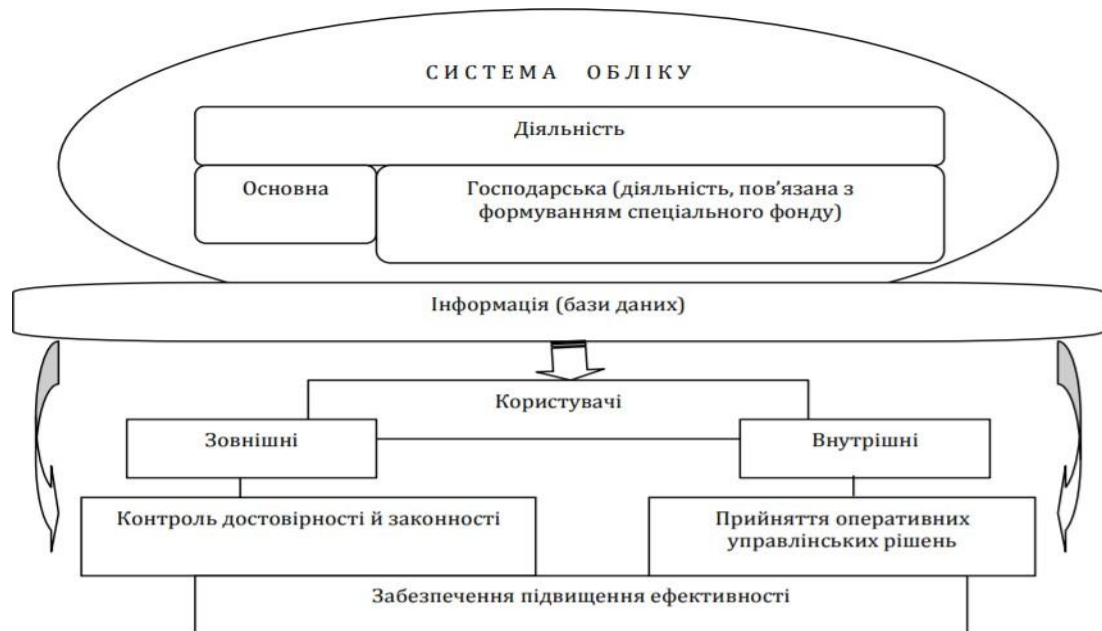 СИСТЕМА ОБЛІКУ
Діяльність
Основна
Господарська (діяльність, пов’язана з
формуванням спеціального фонду)
Інформація (бази даних)
Користувачі
Зовнішні
Внутрішні
Контроль достовірності й законності
Прийняття оперативних
управлінських рішень
Забезпечення підвищення ефективності